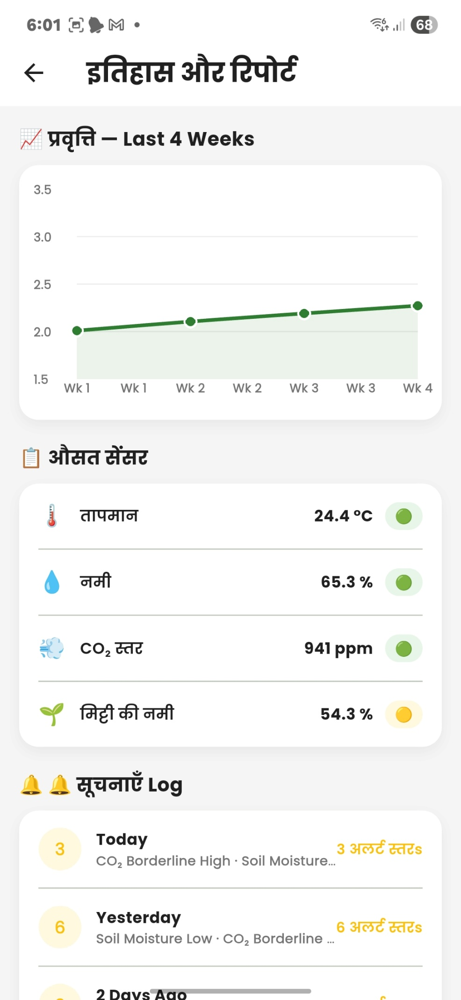 6:01
68
इतिहास और रिपोर्ट
प्रवृत्ति — Last 4 Weeks
3.5
3.0
2.5
2.0
1.5
Wk 1 Wk 1 Wk 2 Wk 2 Wk 3 Wk 3 Wk 4
औसत सेंसर
तापमान 24.4 °C
नमी 65.3 %
CO₂ स्तर 941 ppm
मिट्टी की नमी 54.3 %
सूचनाएँ Log
3 Today 3 अलर्ट स्तरs
CO₂ Borderline High · Soil Moisture...
6 Yesterday 6 अलर्ट स्तरs
Soil Moisture Low · CO₂ Borderline ...
2 Days Ago